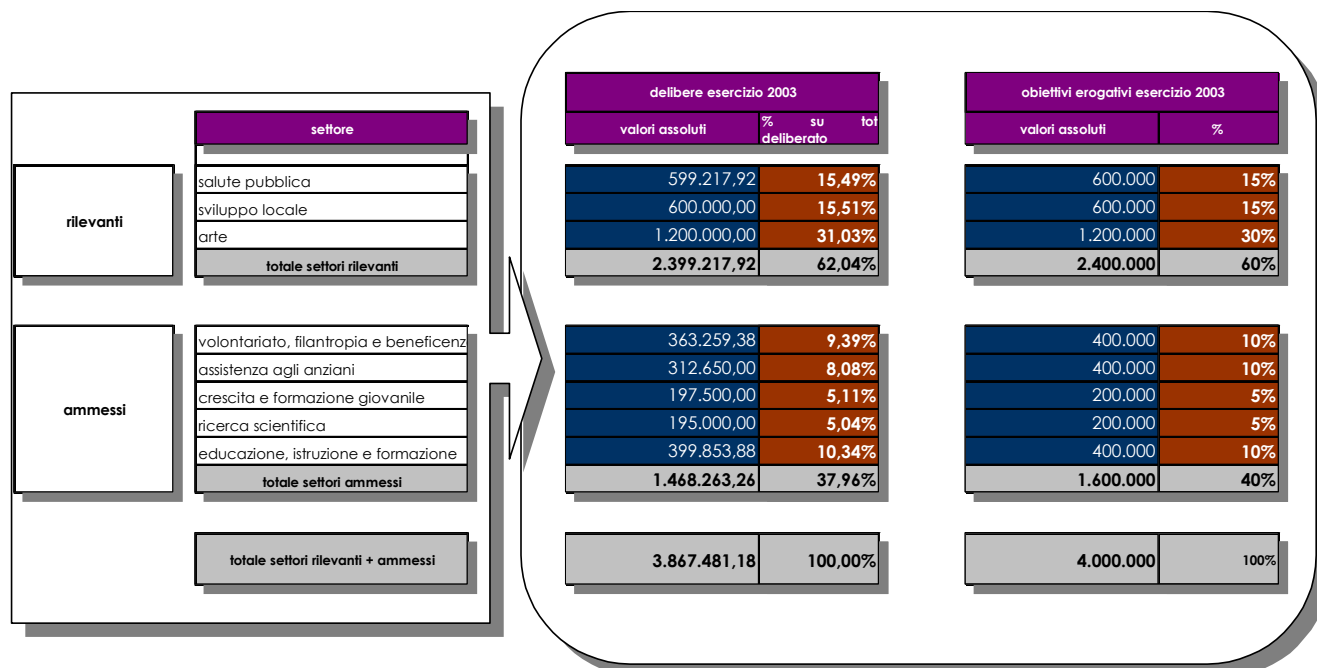 delibere esercizio 2003
obiettivi erogativi esercizio 2003
settore
valori assoluti
% su tot
deliberato
valori assoluti
%
rilevanti
salute pubblica 599.217,92 15,49% 600.000 15%
sviluppo locale 600.000,00 15,51% 600.000 15%
arte 1.200.000,00 31,03% 1.200.000 30%
totale settori rilevanti 2.399.217,92 62,04% 2.400.000 60%
ammessi
volontariato, filantropia e beneficenz 363.259,38 9,39% 400.000 10%
assistenza agli anziani 312.650,00 8,08% 400.000 10%
crescita e formazione giovanile 197.500,00 5,11% 200.000 5%
ricerca scientifica 195.000,00 5,04% 200.000 5%
educazione, istruzione e formazione 399.853,88 10,34% 400.000 10%
totale settori ammessi 1.468.263,26 37,96% 1.600.000 40%
totale settori rilevanti + ammessi 3.867.481,18 100,00% 4.000.000 100%